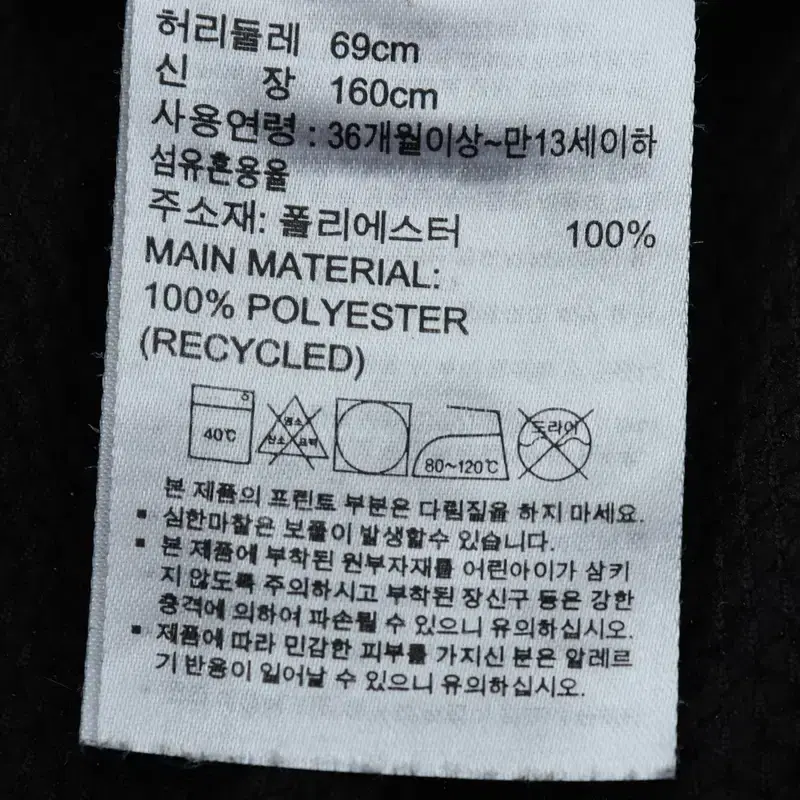 허리둘레 69cm
신 장 160cm
사용연령 : 36개월이상~만13세이하
섬유혼용율
주소재: 폴리에스터 100%
MAIN MATERIAL:
100% POLYESTER
(RECYCLED)
40℃ 염소 산소 표백 80~120℃ 드라이
본 제품의 프린트 부분은 다림질을 하지 마세요.
▪ 심한마찰은 보풀이 발생할수 있습니다.
▪ 본 제품에 부착된 원부자재를 어린아이가 삼키
지 않도록 주의하시고 부착된 장신구 등은 강한
충격에 의하여 파손될 수 있으니 유의하십시오.
▪ 제품에 따라 민감한 피부를 가지신 분은 알레르
기 반응이 일어날 수 있으니 유의하십시오.